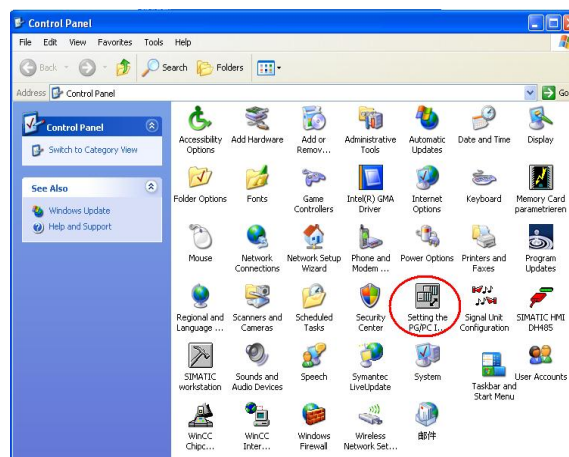 Control Panel
File Edit View Favorites Tools Help
Back Search Folders
Address Control Panel Go
Control Panel
Switch to Category View
See Also
Windows Update
Help and Support
Accessibility Options
Add Hardware
Add or Remov...
Administrative Tools
Automatic Updates
Date and Time
Display
Folder Options
Fonts
Game Controllers
Intel(R) GMA Driver
Internet Options
Keyboard
Memory Card parametrieren
Mouse
Network Connections
Network Setup Wizard
Phone and Modem ...
Power Options
Printers and Faxes
Program Updates
Regional and Language ...
Scanners and Cameras
Scheduled Tasks
Security Center
Setting the PG/PC I...
Signal Unit Configuration
SIMATIC HMI DH485
SIMATIC workstation
Sounds and Audio Devices
Speech
Symantec LiveUpdate
System
Taskbar and Start Menu
User Accounts
WinCC Chipc...
WinCC Inter...
Windows Firewall
Wireless Network Set...
邮件